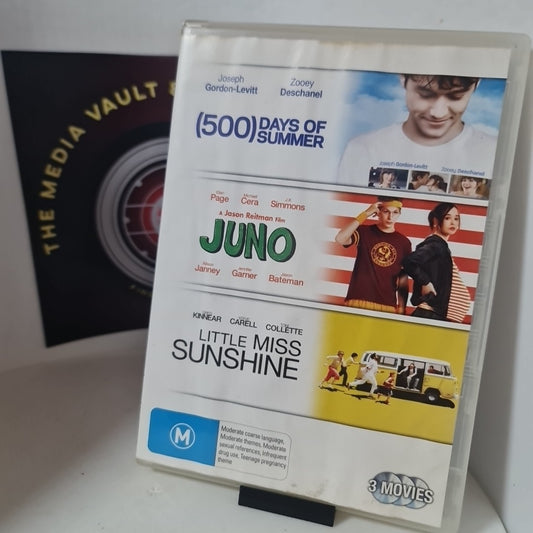 THE MEDIA VAULT &
Joseph Gordon-Levitt
Zooey Deschanel
(500) DAYS OF
SUMMER
Joseph Gordon-Levitt
Zooey Deschanel
Page
Michael Cera
J.K. Simmons
A Jason Reitman Film
JUNO
Allison Janney
Jennifer Garner
Jason Bateman
KINNEAR
CARELL
COLLETTE
LITTLE MISS
SUNSHINE
M
Moderate coarse language,
Moderate themes, Moderate
sexual references, Infrequent
drug use, Teenage pregnancy
theme
3 MOVIES